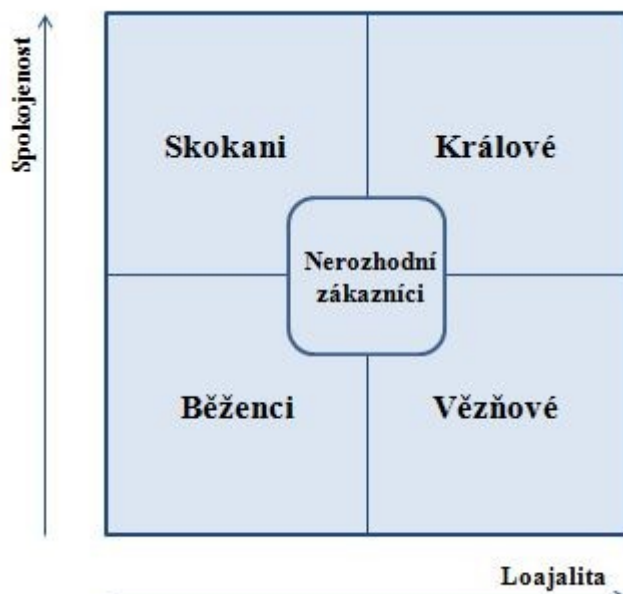 Spokojenost
Skokani
Králové
Nerozhodní
zákazníci
Běženci
Vězňové
Loajalita